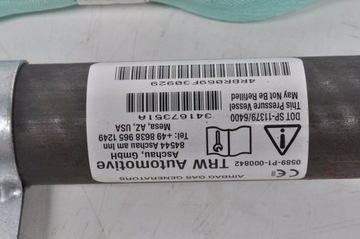 AIRBAG GAS GENERATORS
0589-P1-000842
TRW Automotive
Aschau, GmbH
84544 Aschau am Inn
Tel: +49 8638 965 1249
Mesa, AZ, USA
DOT-SP-11379/6400
This Pressure Vessel
May Not Be Refilled
34167351A
4RBR069F30929